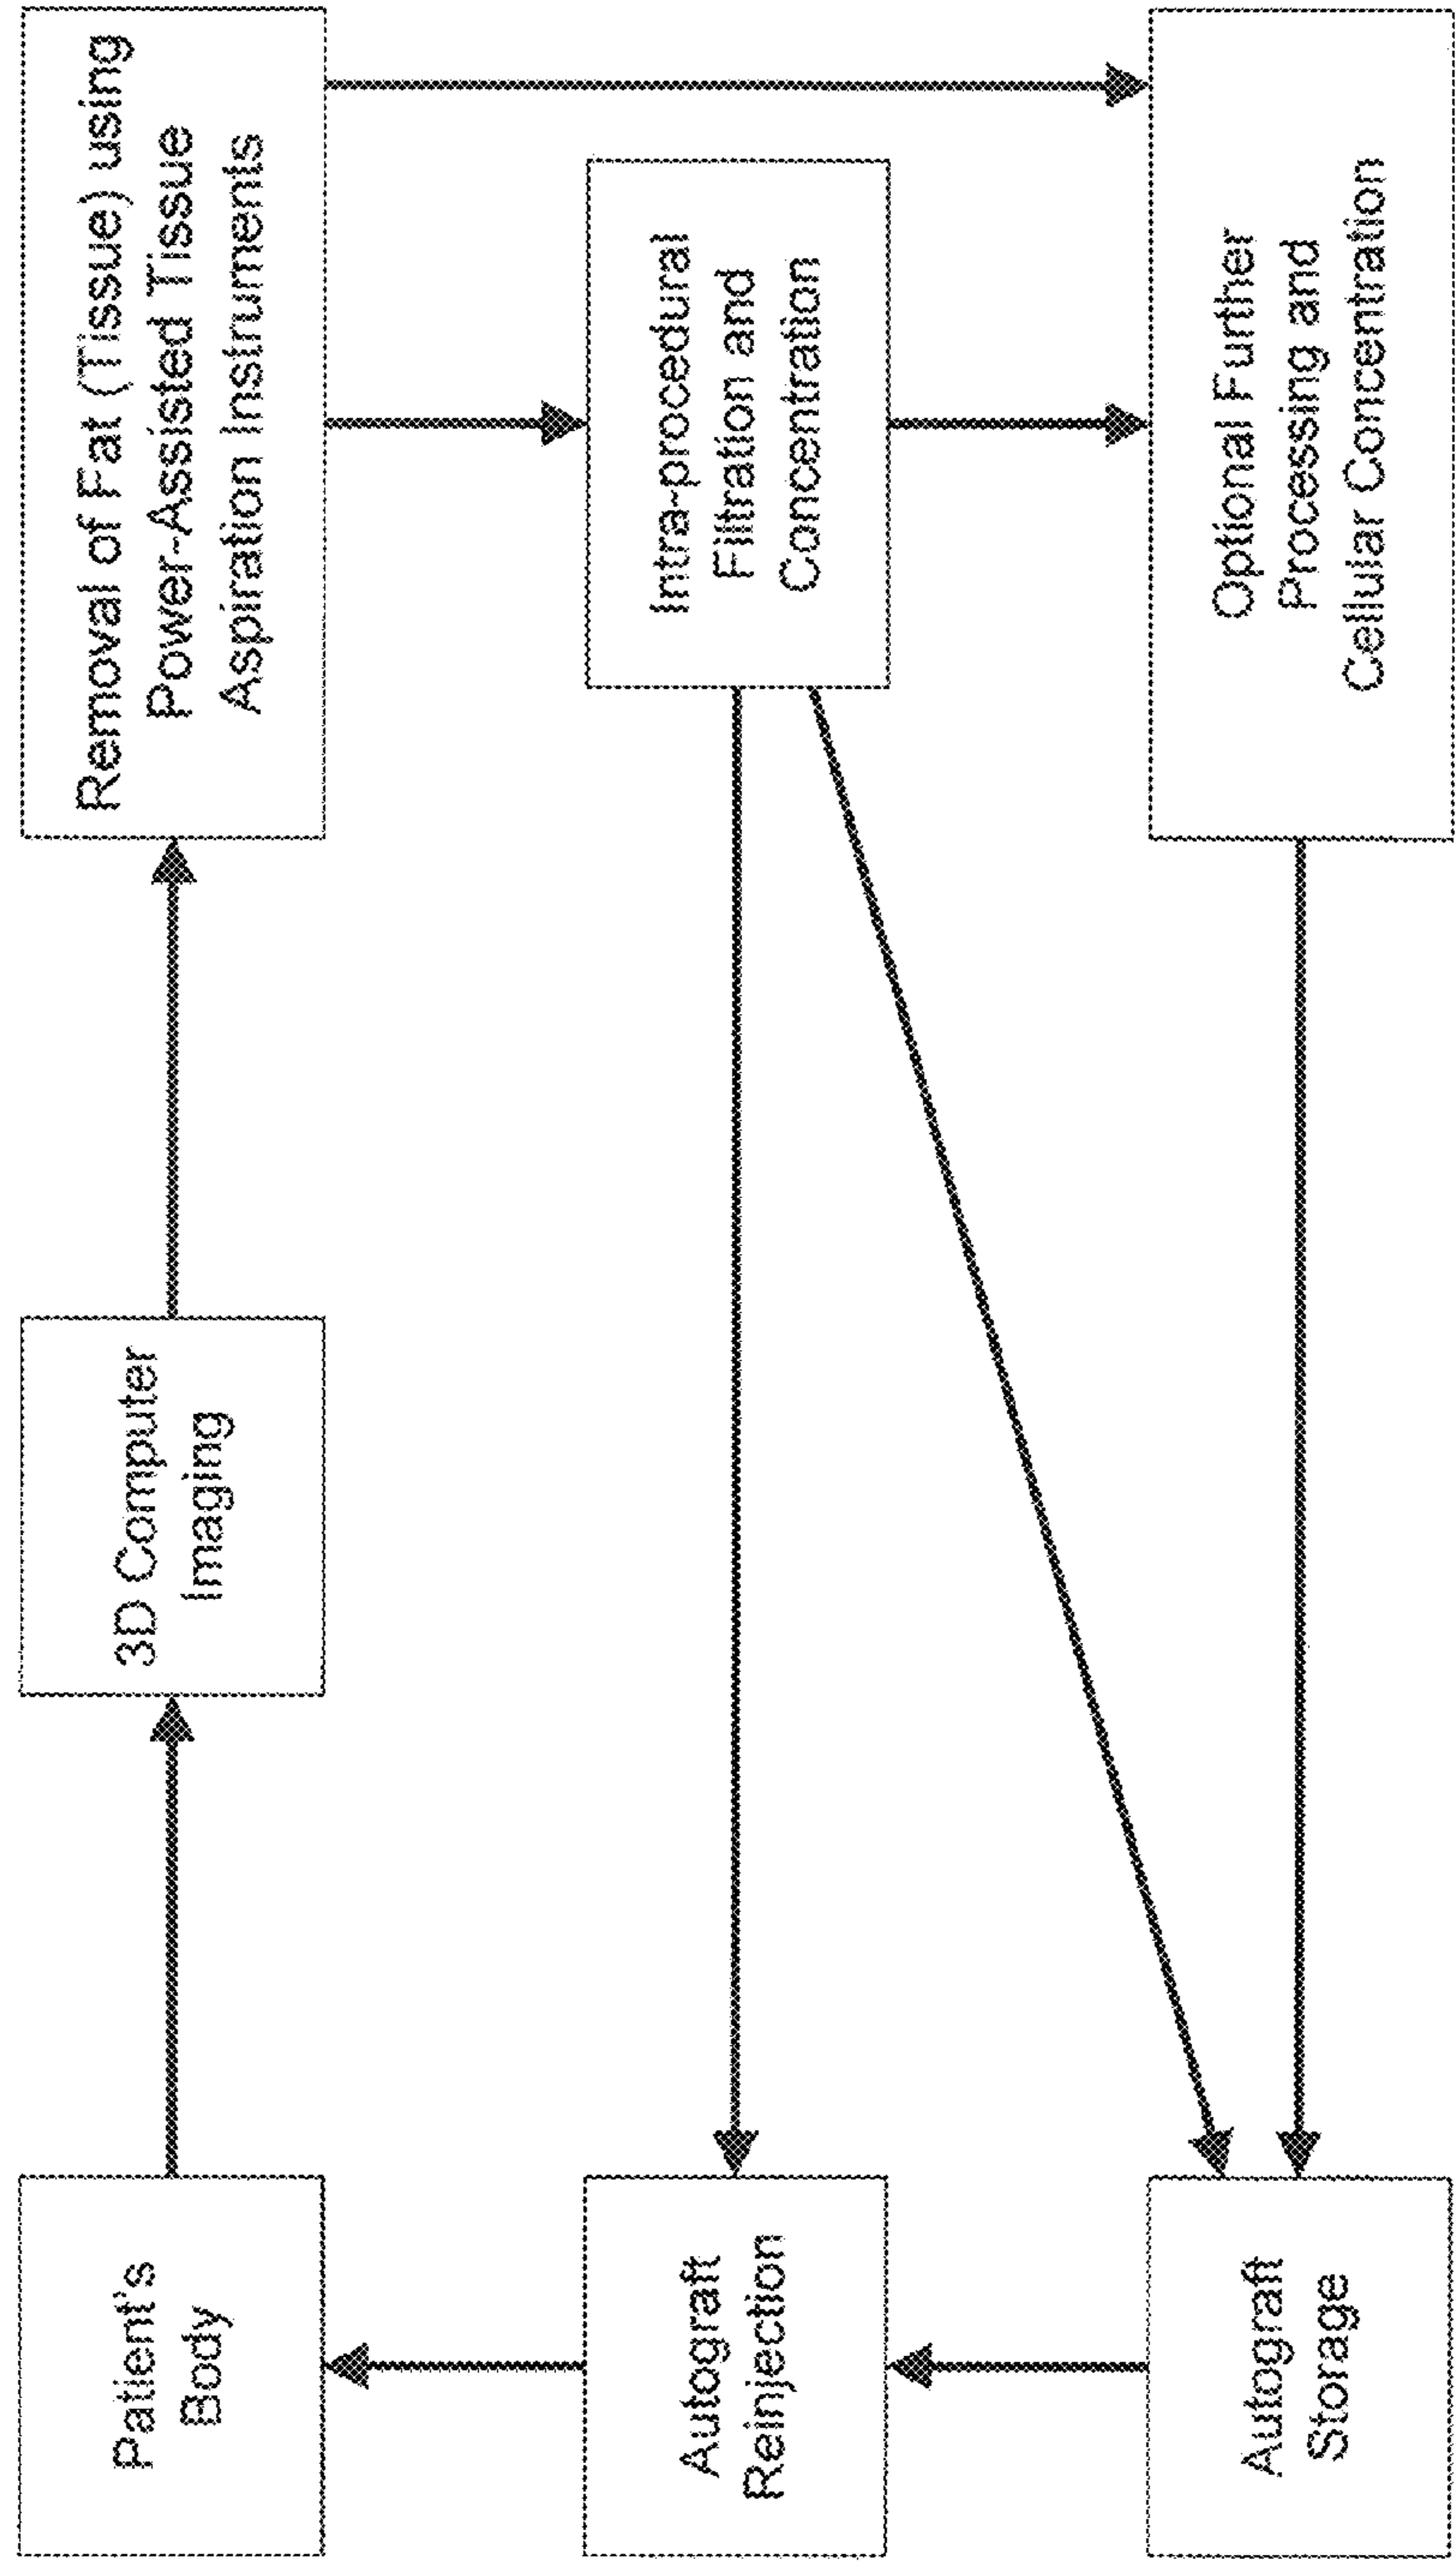 Patient's
Body
3D Computer
Imaging
Removal of Fat (Tissue) using
Power-Assisted Tissue
Aspiration Instruments
Autograft
Reinjection
Intra-procedural
Filtration and
Concentration
Autograft
Storage
Optional Further
Processing and
Cellular Concentration